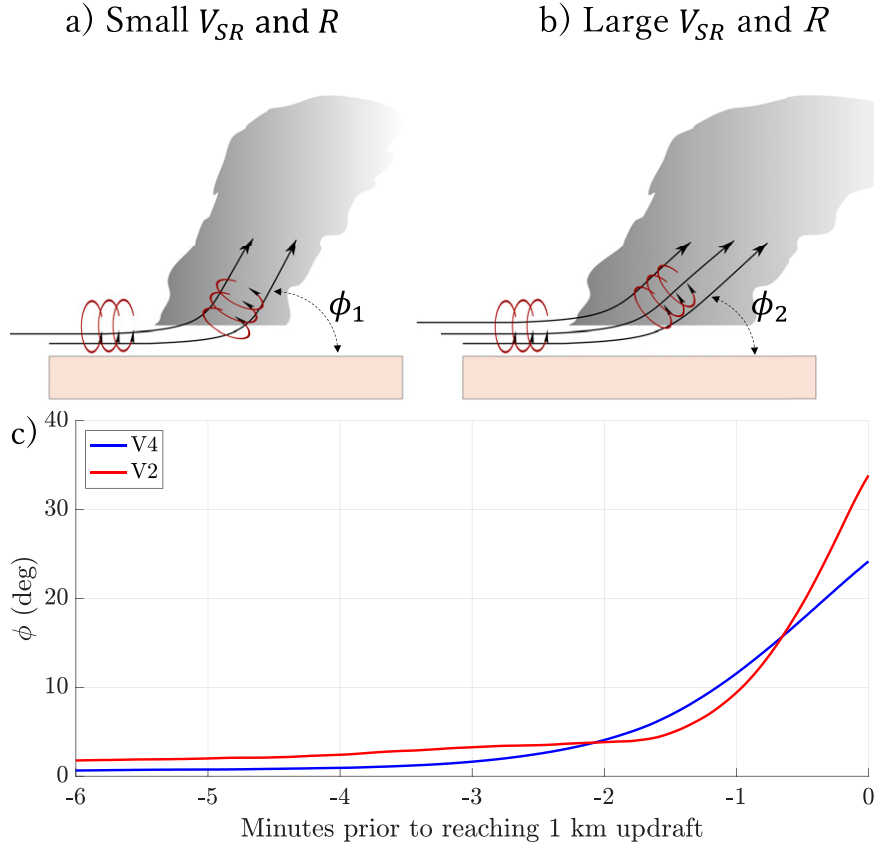 a) Small V_SR and R
b) Large V_SR and R
ϕ₁
ϕ₂
c)
V4
V2
40
30
20
10
0
ϕ (deg)
-6 -5 -4 -3 -2 -1 0
Minutes prior to reaching 1 km updraft